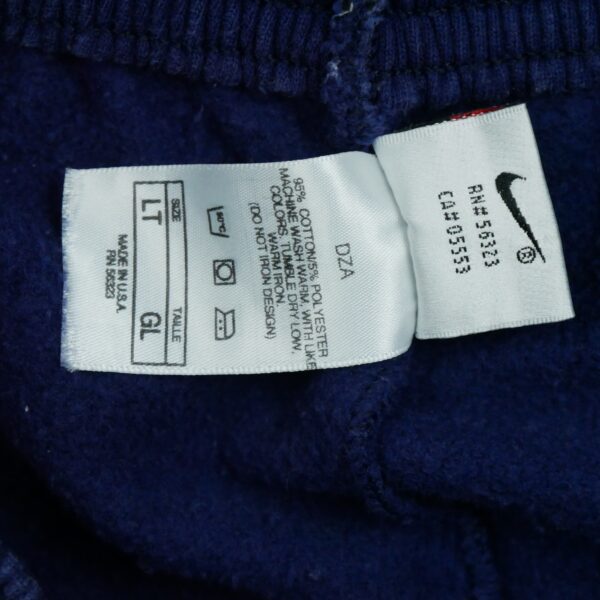 DZA
95% COTTON/5% POLYESTER
MACHINE WASH WARM, WITH LIKE
COLORS, TUMBLE DRY LOW,
WARM IRON.
(DO NOT IRON DESIGN)
SIZE TAILLE
LT GL
MADE IN U.S.A.
RN 56323
®
RN# 56323
CA# 05553